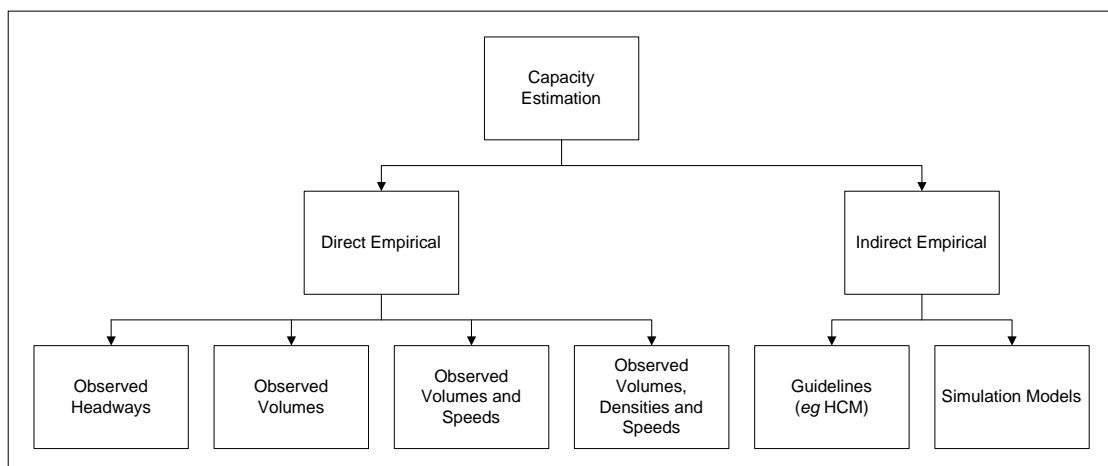 Capacity
Estimation
Direct Empirical
Indirect Empirical
Observed
Headways
Observed
Volumes
Observed
Volumes and
Speeds
Observed
Volumes,
Densities and
Speeds
Guidelines
(eg HCM)
Simulation Models